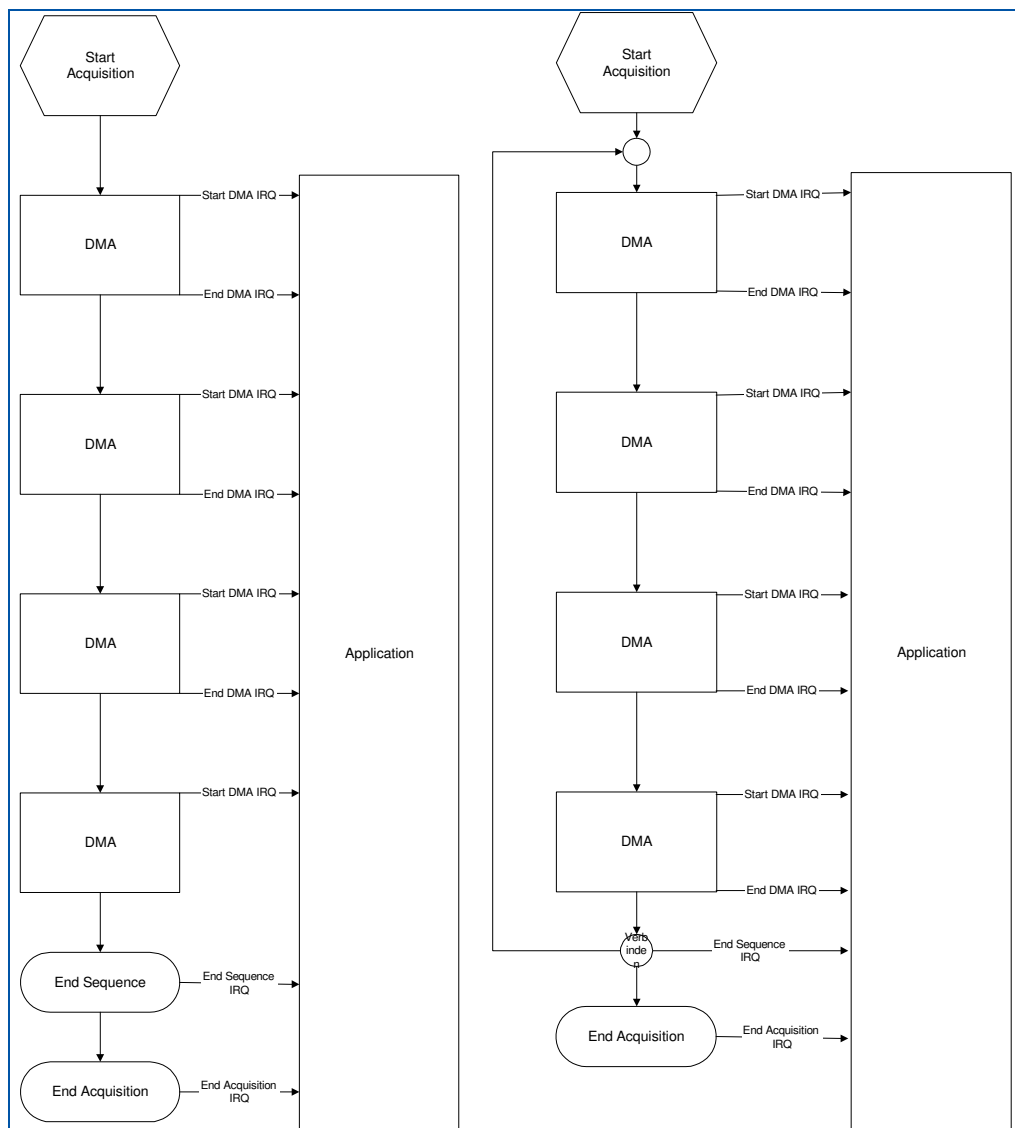 Start
Acquisition
Start DMA IRQ
DMA
End DMA IRQ
Start DMA IRQ
DMA
End DMA IRQ
Start DMA IRQ
DMA
End DMA IRQ
Application
Start DMA IRQ
DMA
End Sequence
End Sequence
IRQ
End Acquisition
End Acquisition
IRQ
Start
Acquisition
Start DMA IRQ
DMA
End DMA IRQ
Start DMA IRQ
DMA
End DMA IRQ
Start DMA IRQ
DMA
End DMA IRQ
Application
Start DMA IRQ
DMA
End DMA IRQ
Verb
inde
n
End Sequence
IRQ
End Acquisition
End Acquisition
IRQ